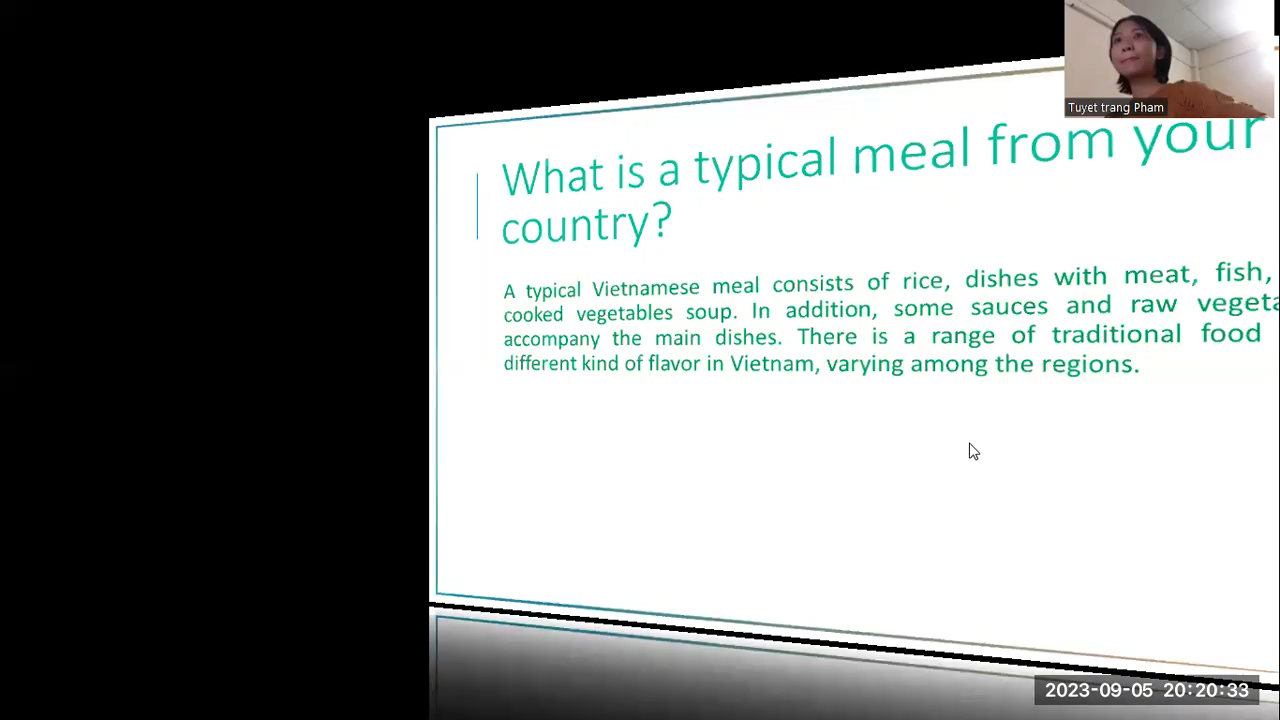 Tuyet trang Pham
What is a typical meal from your
country?
A typical Vietnamese meal consists of rice, dishes with meat, fish,
cooked vegetables soup. In addition, some sauces and raw
accompany the main dishes. There is a range of traditional food
different kind of flavor in Vietnam, varying among the regions.
2023-09-05 20:20:33